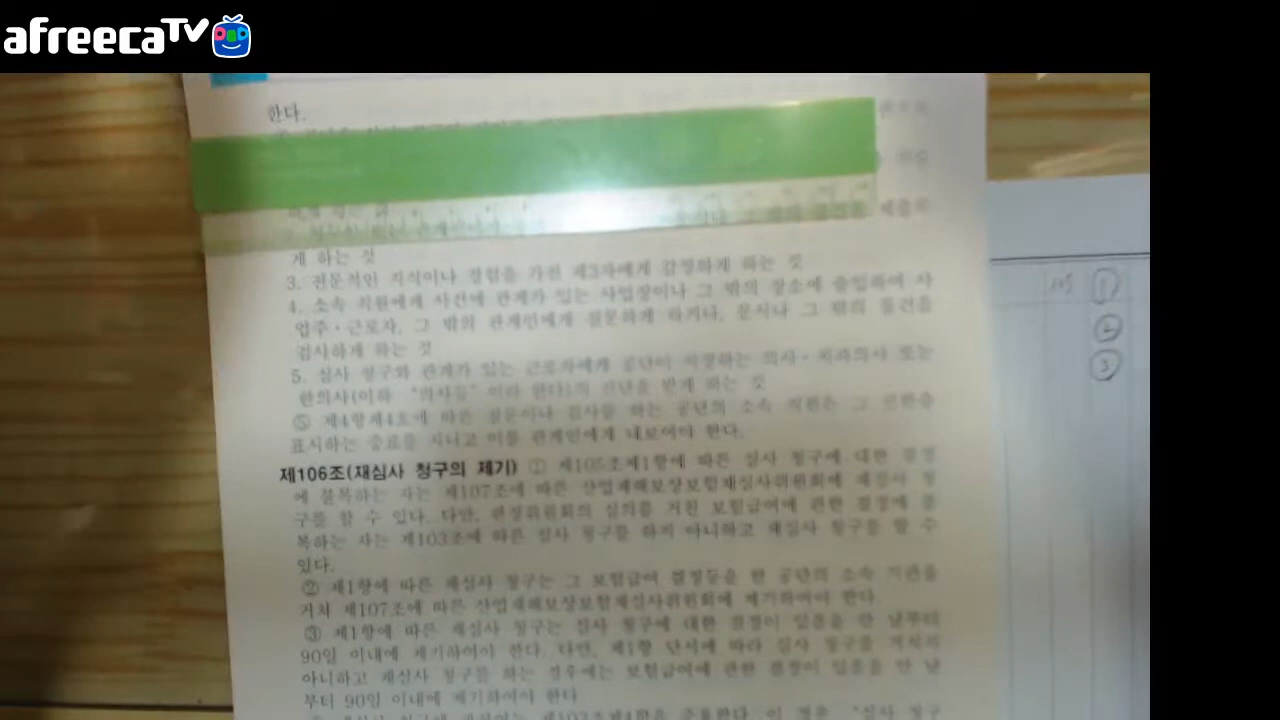 afreecaTV
한다.
게 하는 것
3. 전문적인 지식이나 경험을 가진 제3자에게 감정하게 하는 것
4. 소속 직원에게 사건에 관계가 있는 사업장이나 그 밖의 장소에 출입하여 사
업주·근로자, 그 밖의 관계인에게 질문하게 하거나, 문서나 그 밖의 물건을
검사하게 하는 것
5. 심사 청구와 관계가 있는 근로자에게 공단이 지정하는 의사·치과의사 또는
한의사(이하 "의사등"이라 한다)의 진단을 받게 하는 것
⑤ 제4항제4호에 따른 질문이나 검사를 하는 공단의 소속 직원은 그 권한을
표시하는 증표를 지니고 이를 관계인에게 내보여야 한다.
제106조(재심사 청구의 제기) ① 제105조제1항에 따른 심사 청구에 대한 결정
에 불복하는 자는 제107조에 따른 산업재해보상보험재심사위원회에 재심사 청
구를 할 수 있다. 다만, 판정위원회의 심의를 거친 보험급여에 관한 결정에 불
복하는 자는 제103조에 따른 심사 청구를 하지 아니하고 재심사 청구를 할 수
있다.
② 제1항에 따른 재심사 청구는 그 보험급여 결정등을 한 공단의 소속 기관을
거쳐 제107조에 따른 산업재해보상보험재심사위원회에 제기하여야 한다.
③ 제1항에 따른 재심사 청구는 심사 청구에 대한 결정이 있음을 안 날부터
90일 이내에 제기하여야 한다. 다만, 제1항 단서에 따라 심사 청구를 거치지
아니하고 재심사 청구를 하는 경우에는 보험급여에 관한 결정이 있음을 안 날
부터 90일 이내에 제기하여야 한다.
105 ①
②
③